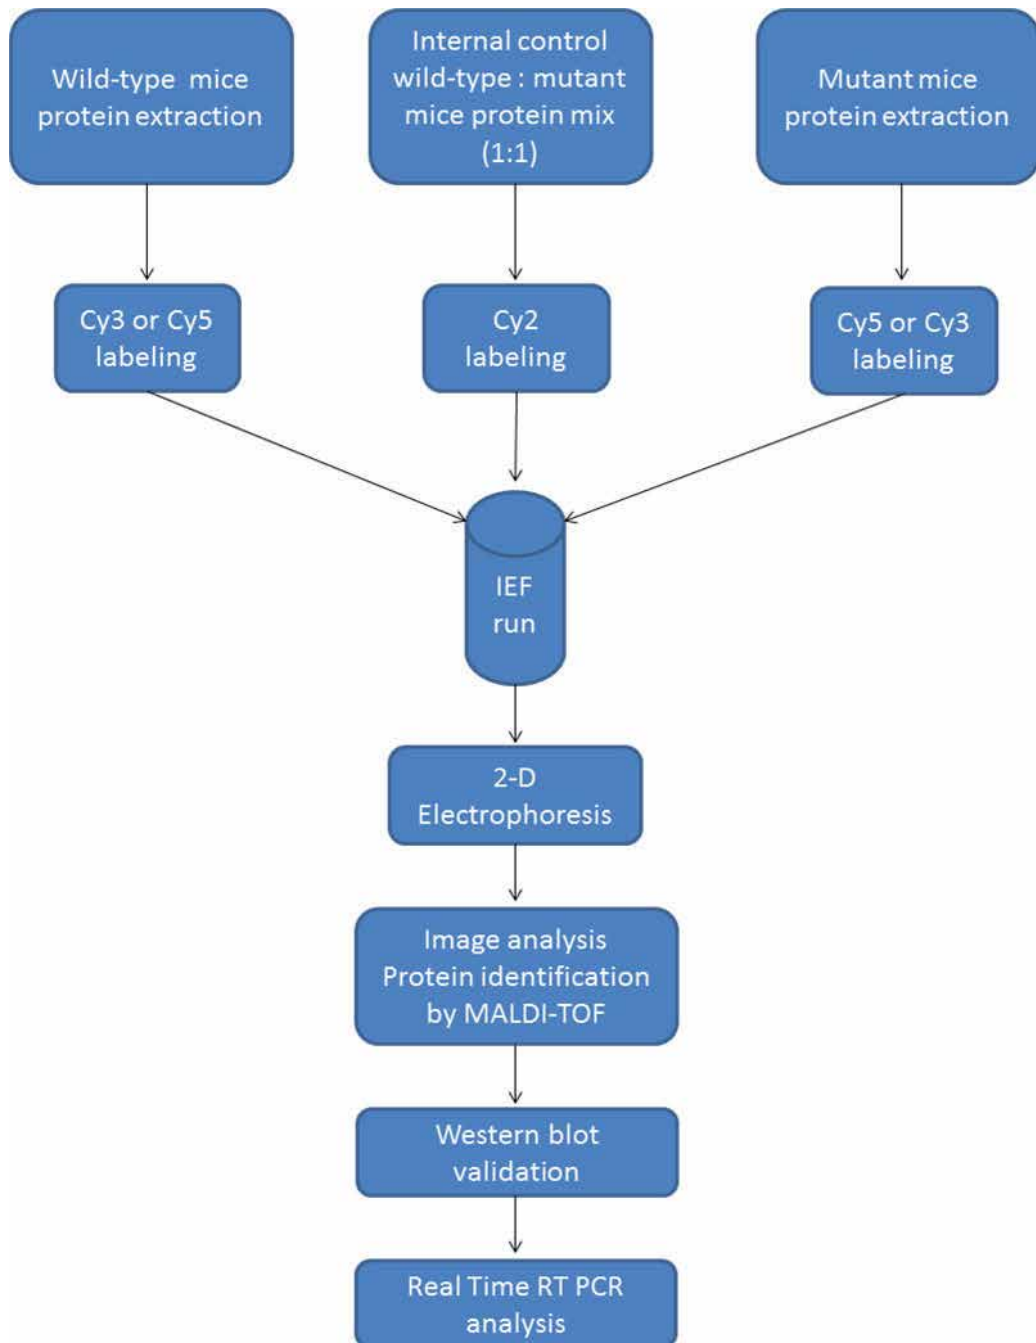 Wild-type mice
protein extraction
Internal control
wild-type : mutant
mice protein mix
(1:1)
Mutant mice
protein extraction
Cy3 or Cy5
labeling
Cy2
labeling
Cy5 or Cy3
labeling
IEF
run
2-D
Electrophoresis
Image analysis
Protein identification
by MALDI-TOF
Western blot
validation
Real Time RT PCR
analysis